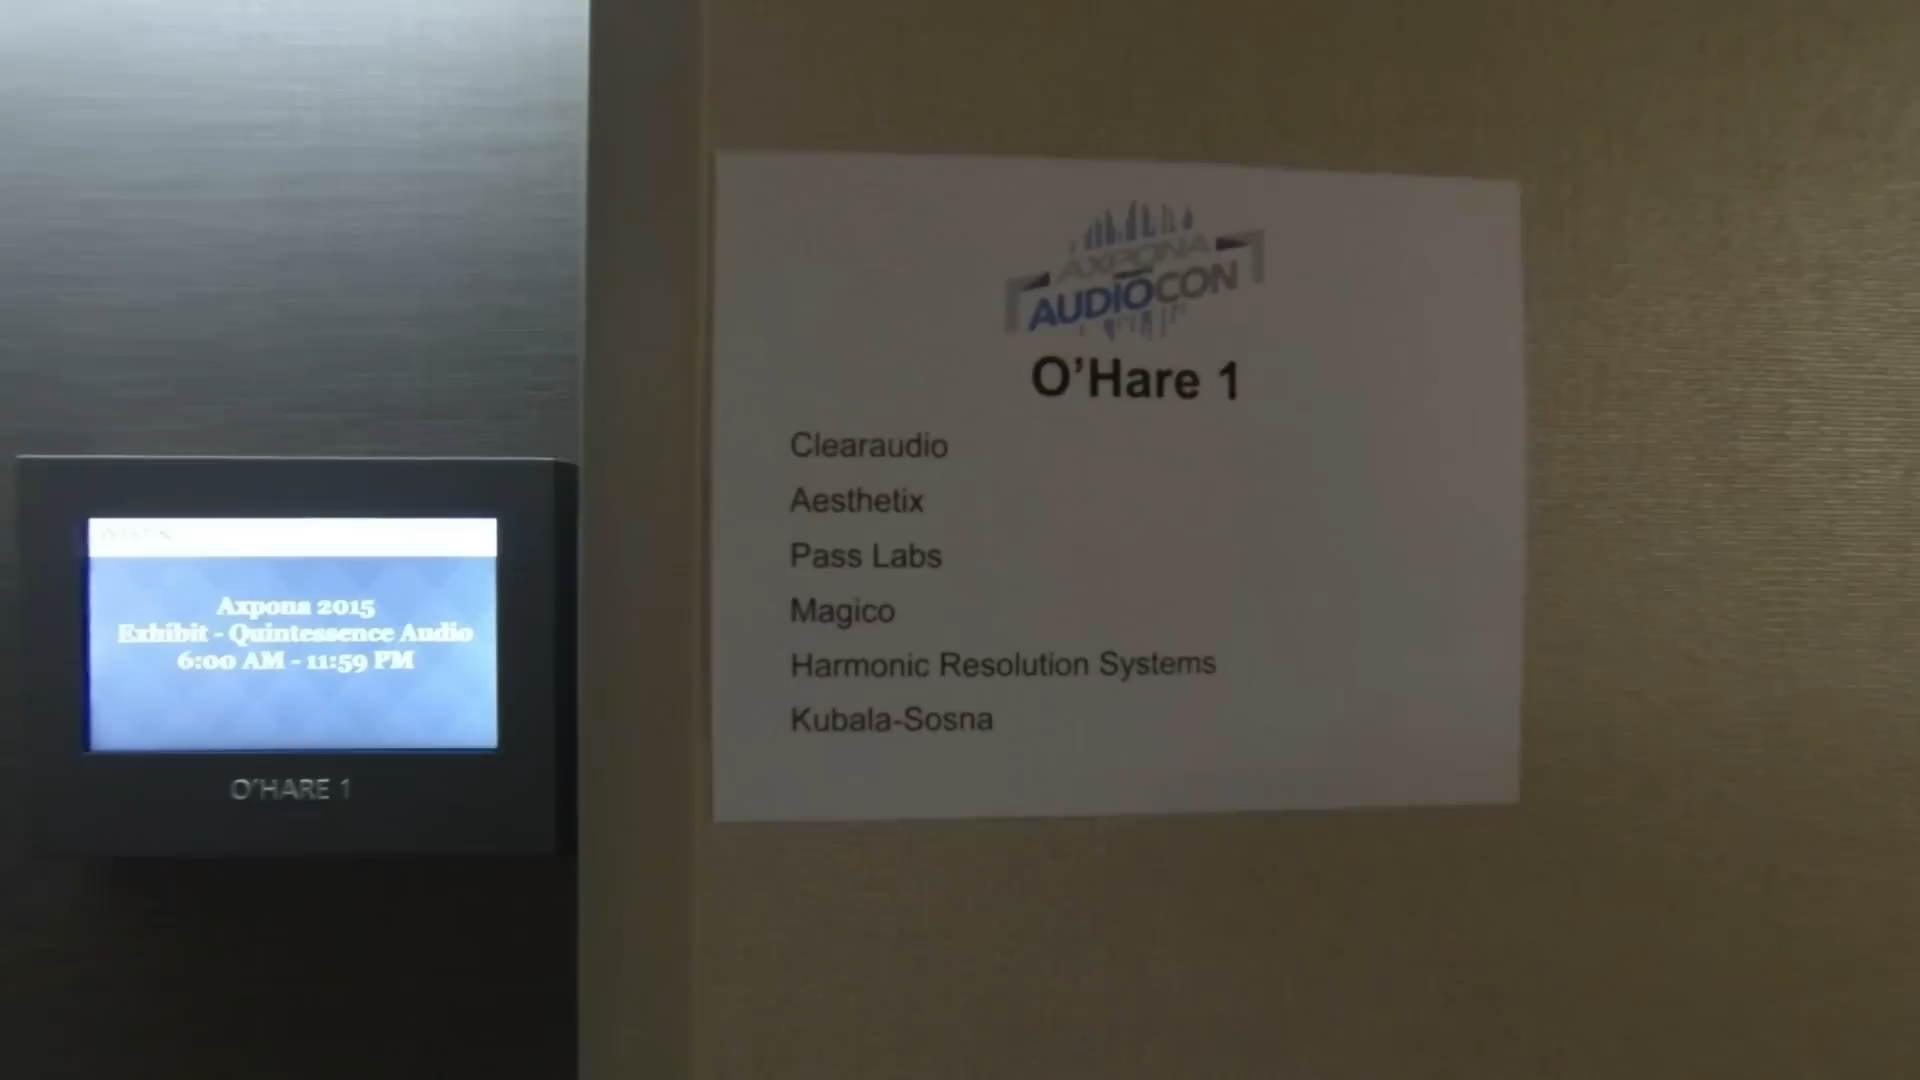 Axpona 2015
Exhibit - Quintessence Audio
6:00 AM - 11:59 PM
O'HARE 1
AXPONA
AUDIOCON
O'Hare 1
Clearaudio
Aesthetix
Pass Labs
Magico
Harmonic Resolution Systems
Kubala-Sosna